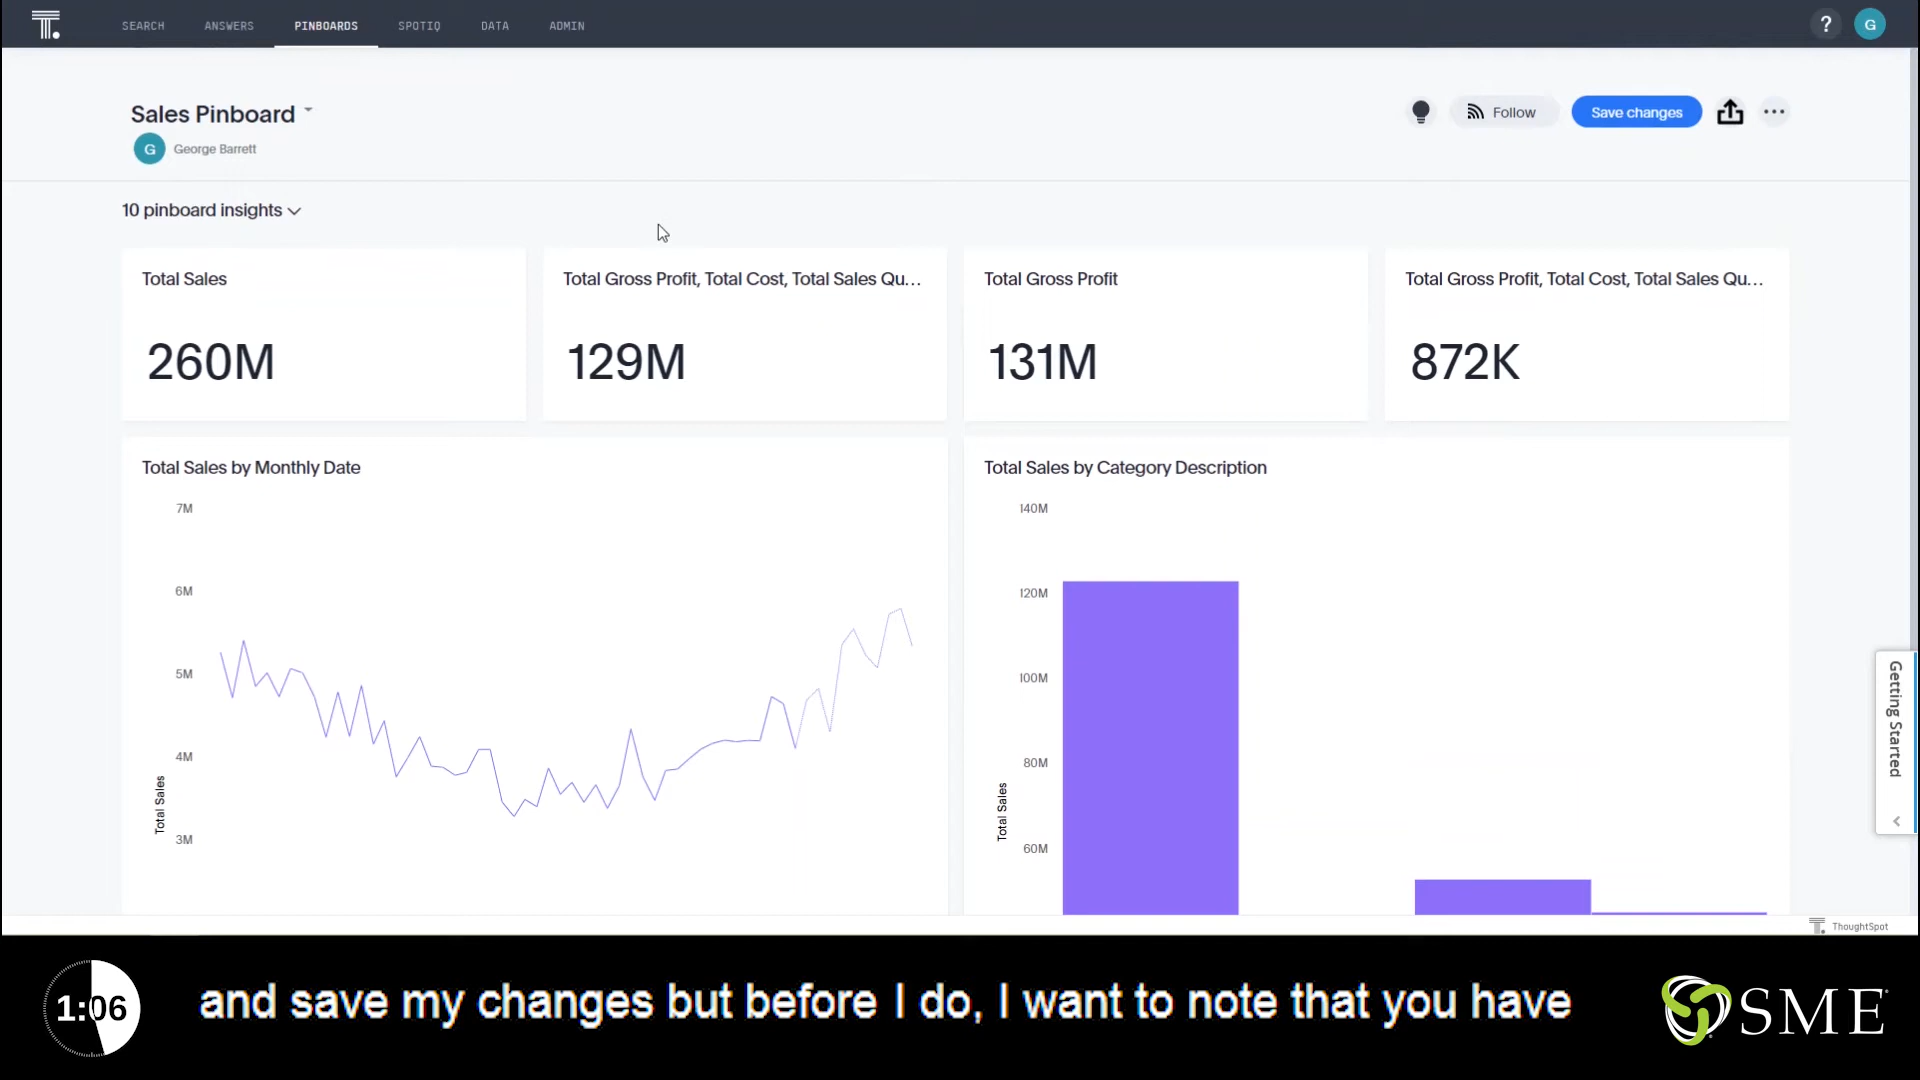 SEARCH ANSWERS PINBOARDS SPOTIQ DATA ADMIN ? G
Sales Pinboard
Follow Save changes
G George Barrett
10 pinboard insights
Total Sales
260M
Total Gross Profit, Total Cost, Total Sales Qu...
129M
Total Gross Profit
131M
Total Gross Profit, Total Cost, Total Sales Qu...
872K
Total Sales by Monthly Date
7M
6M
5M
4M
3M
Total Sales
Total Sales by Category Description
140M
120M
100M
80M
60M
Total Sales
Getting Started
ThoughtSpot
1:06
and save my changes but before I do, I want to note that you have
SME